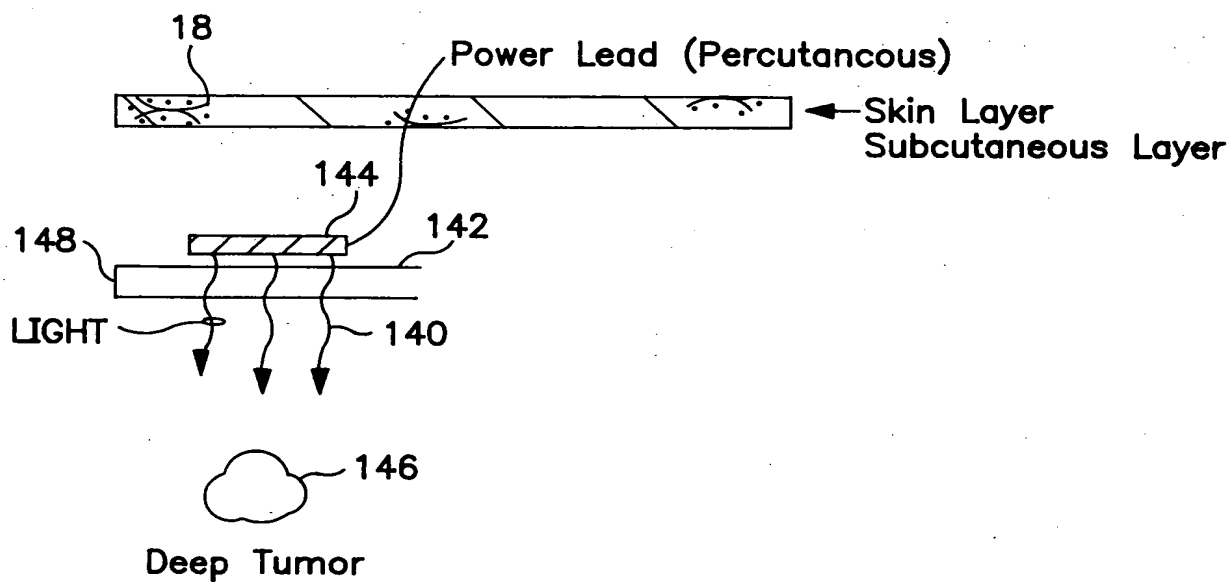 18
Power Lead (Percutancous)
Skin Layer
Subcutaneous Layer
144
142
148
LIGHT
140
146
Deep Tumor